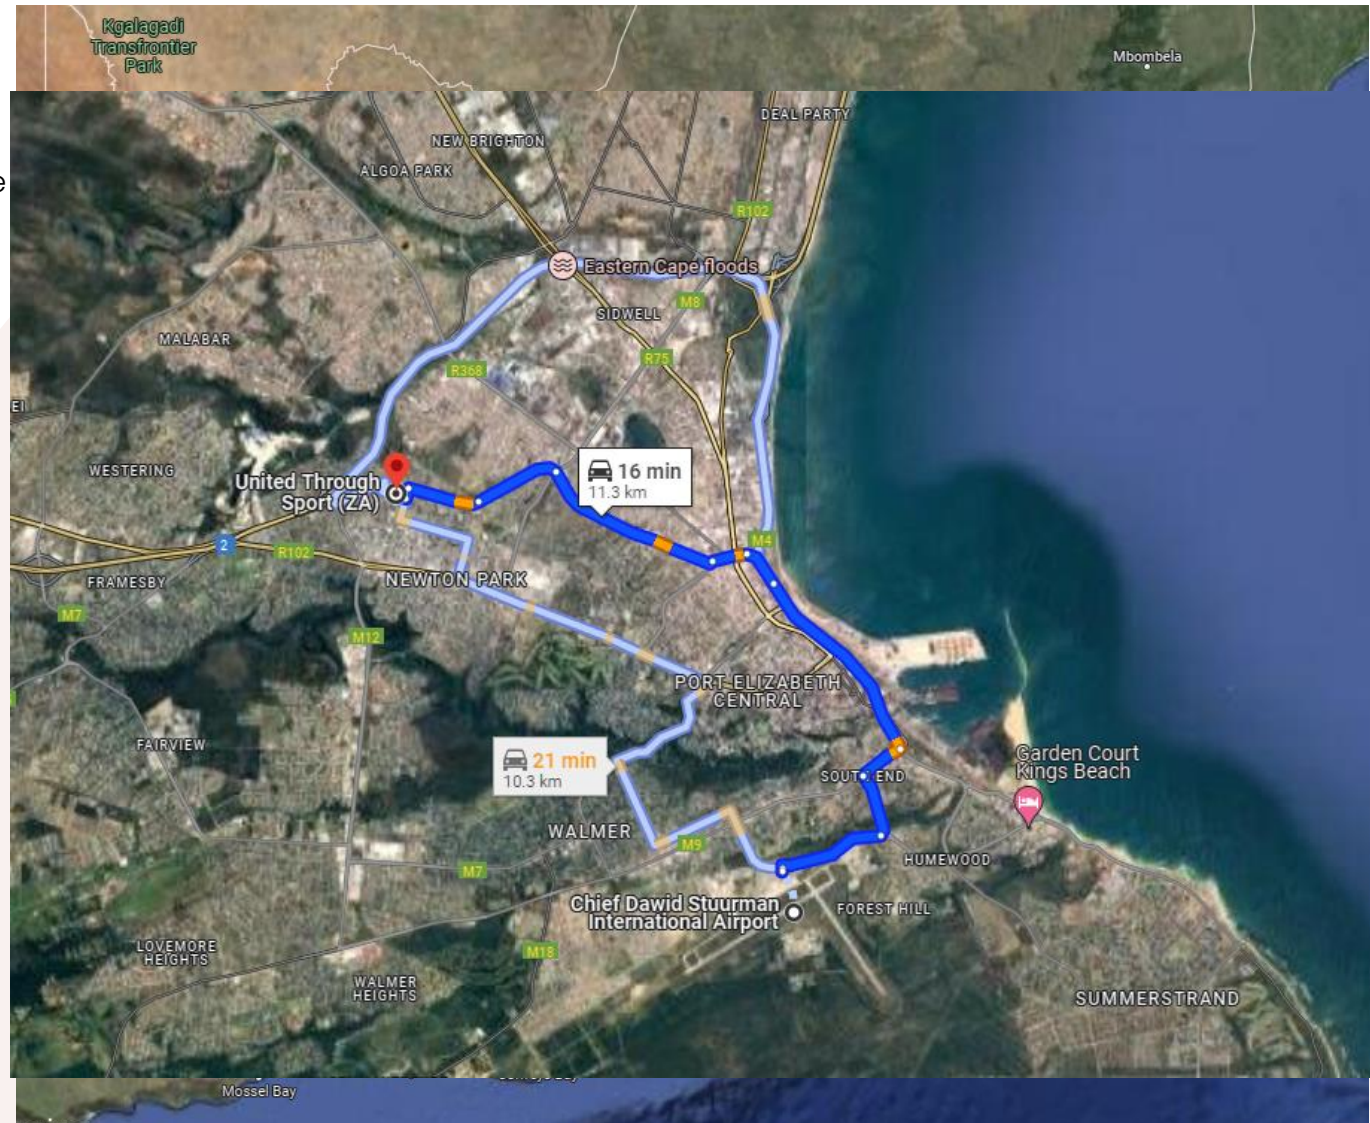 Kgalagadi
Transfrontier
Park
Mbombela
DEAL PARTY
NEW BRIGHTON
ALGOA PARK
e
R102
Eastern Cape floods
M8
SIDWELL
MALABAR
R75
R368
EI
WESTERING
16 min
11.3 km
United Through
Sport (ZA)
M4
2
R102
FRAMESBY
NEWTON PARK
M7
M12
PORT ELIZABETH
CENTRAL
FAIRVIEW
21 min
10.3 km
Garden Court
Kings Beach
SOUTH END
WALMER
M9
HUMEWOOD
M7
Chief Dawid Stuurman
International Airport
FOREST HILL
LOVEMORE
HEIGHTS
M18
WALMER
HEIGHTS
SUMMERSTRAND
Mossel Bay